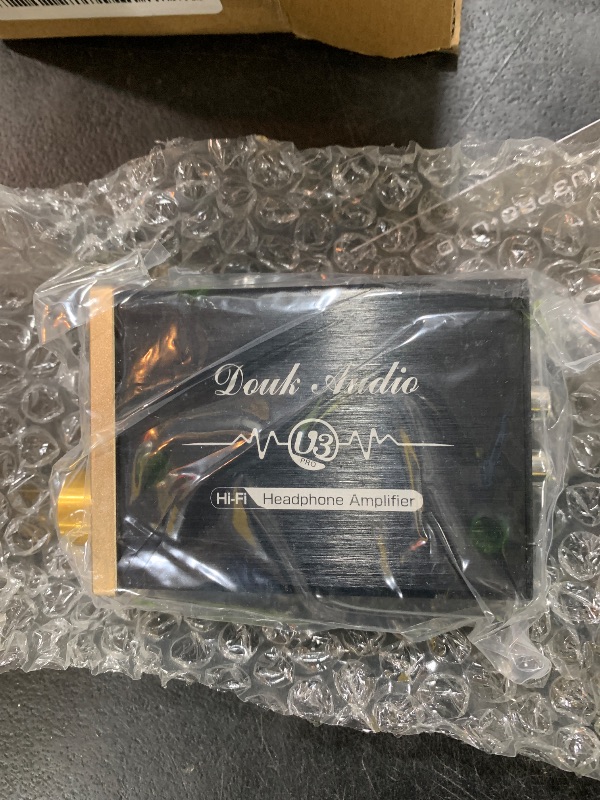 Douk Audio
U3
PRO
Hi-Fi Headphone Amplifier